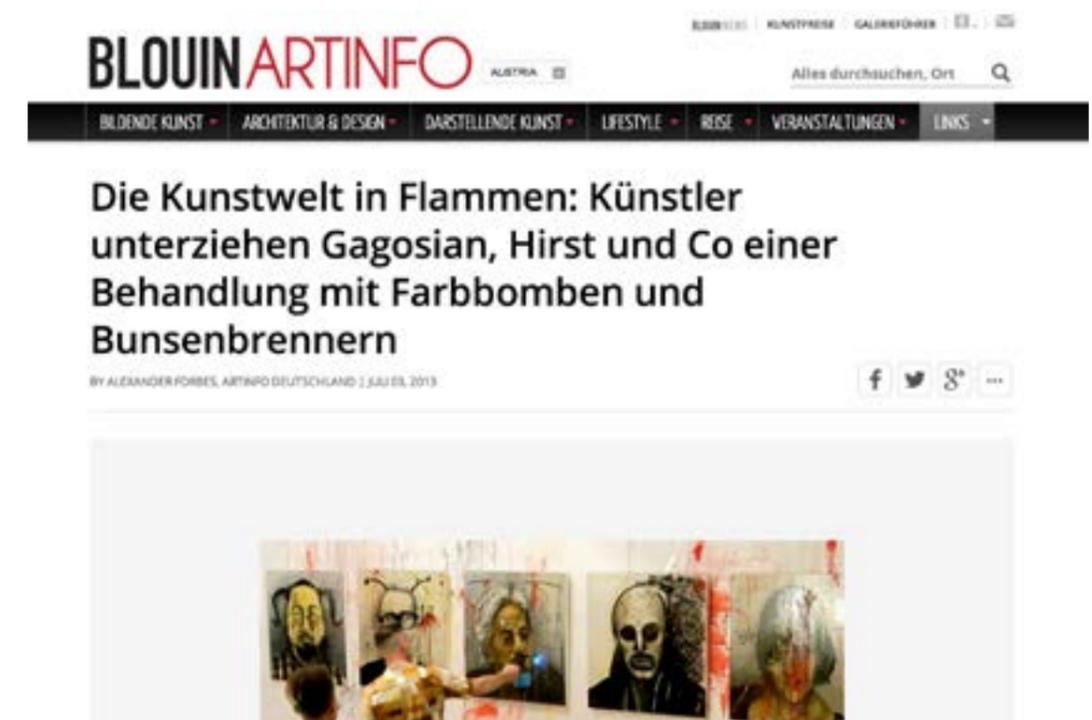 KUNSTPREISE GALERIEFÜHRER
BLOUINARTINFO
AUSTRIA
Alles durchsuchen, Ort
BILDENDE KUNST ARCHITEKTUR & DESIGN DARSTELLENDE KUNST LIFESTYLE REISE VERANSTALTUNGEN LINKS
Die Kunstwelt in Flammen: Künstler
unterziehen Gagosian, Hirst und Co einer
Behandlung mit Farbbomben und
Bunsenbrennern
BY ALEXANDER FORBES, ARTINFO DEUTSCHLAND | JULI 03, 2013